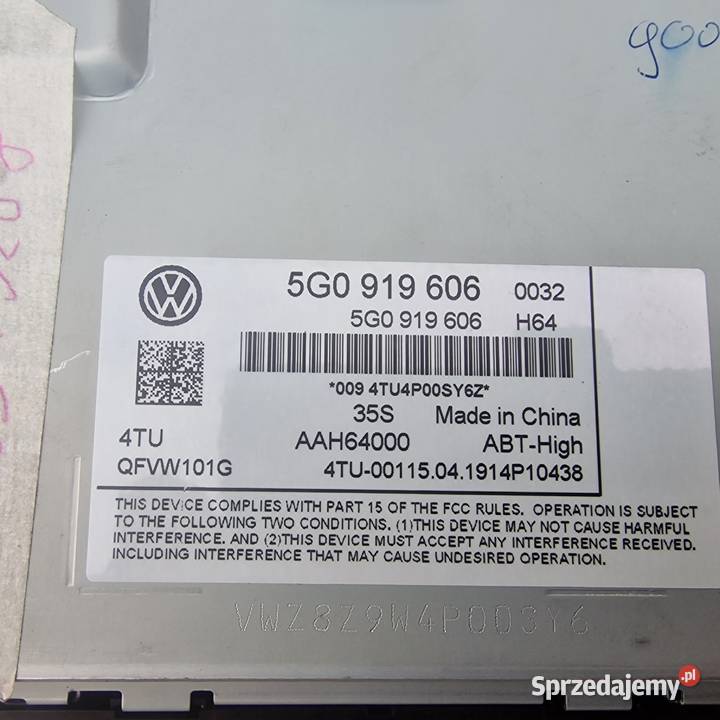 900
5G0 919 606 0032
5G0 919 606 H64
*009 4TU4P00SY6Z*
35S Made in China
4TU AAH64000 ABT-High
QFVW101G 4TU-00115.04.1914P10438
THIS DEVICE COMPLIES WITH PART 15 OF THE FCC RULES. OPERATION IS SUBJECT
TO THE FOLLOWING TWO CONDITIONS. (1)THIS DEVICE MAY NOT CAUSE HARMFUL
INTERFERENCE. AND (2)THIS DEVICE MUST ACCEPT ANY INTERFERENCE RECEIVED.
INCLUDING INTERFERENCE THAT MAY CAUSE UNDESIRED OPERATION.
VWZ8Z9W4P00SY6
Sprzedajemy.pl